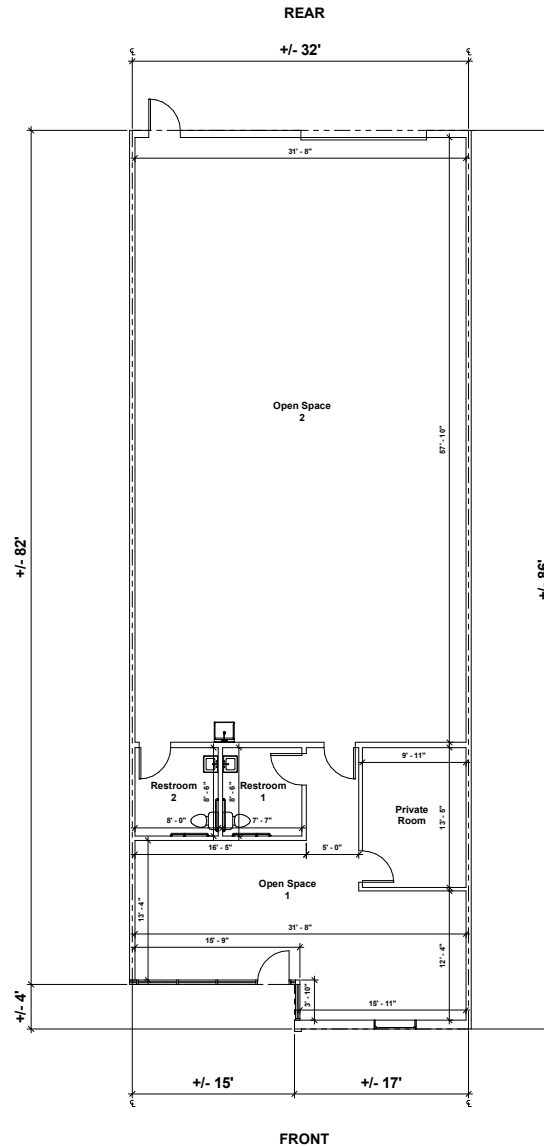 REAR
+/- 32'
31' - 8"
Open Space
2
57' - 10"
+/- 82'
+/- 86'
9' - 11"
Restroom
2
8' - 6"
8' - 6"
Restroom
1
Private
Room
13' - 5"
8' - 0"
7' - 7"
16' - 5"
5' - 0"
Open Space
1
13' - 4"
31' - 8"
15' - 9"
12' - 4"
3' - 10"
15' - 11"
+/- 4'
+/- 15'
+/- 17'
FRONT